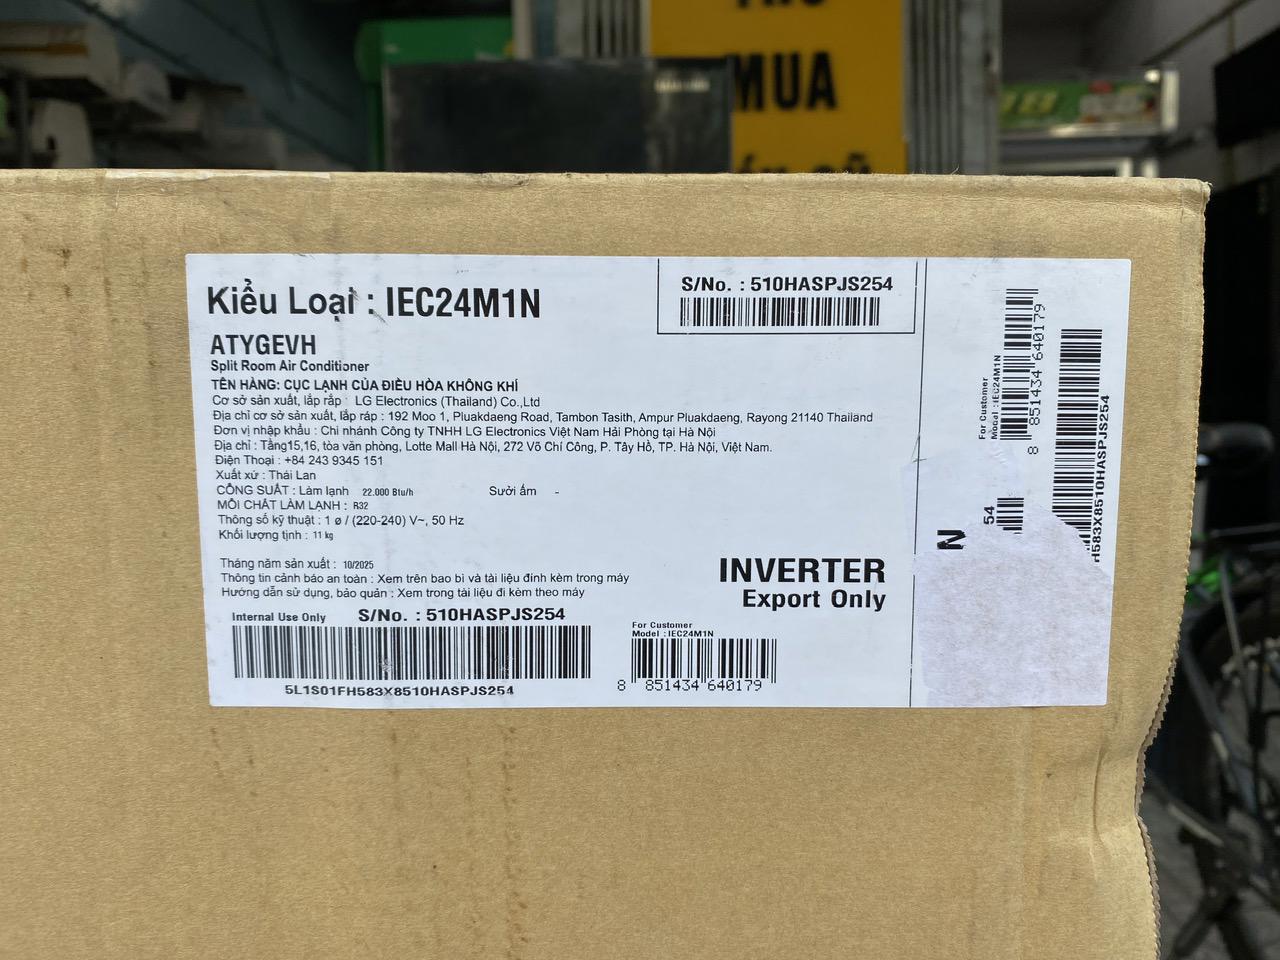 MUA
Kiểu Loại : IEC24M1N
ATYGEVH
Split Room Air Conditioner
S/No. : 510HASPJS254
TÊN HÀNG: CỤC LẠNH CỦA ĐIỀU HÒA KHÔNG KHÍ
Cơ sở sản xuất, lắp rắp : LG Electronics (Thailand) Co.,Ltd
Địa chỉ cơ sở sản xuất, lắp ráp : 192 Moo 1, Pluakdaeng Road, Tambon Tasith, Ampur Pluakdaeng, Rayong 21140 Thailand
Đơn vị nhập khẩu : Chi nhánh Công ty TNHH LG Electronics Việt Nam Hải Phòng tại Hà Nội
Địa chỉ : Tầng15,16, tòa văn phòng, Lotte Mall Hà Nội, 272 Võ Chí Công, P. Tây Hồ, TP. Hà Nội, Việt Nam.
Điện Thoại : +84 243 9345 151
Xuất xứ : Thái Lan
CÔNG SUẤT : Làm lạnh 22.000 Btu/h Sưởi ấm -
MÔI CHẤT LÀM LẠNH : R32
Thông số kỹ thuật : 1 ø / (220-240) V~, 50 Hz
Khối lượng tịnh : 11 kg
Tháng năm sản xuất : 10/2025
Thông tin cảnh báo an toàn : Xem trên bao bì và tài liệu đính kèm trong máy
Hướng dẫn sử dụng, bảo quản : Xem trong tài liệu đi kèm theo máy
INVERTER
Export Only
Internal Use Only S/No. : 510HASPJS254
5L1S01FH583X8510HASPJS254
For Customer
Model : IEC24M1N
8 851434 640179
For Customer
Model : IEC24M1N
8 851434 640179
H583X8510HASPJS254
54
N